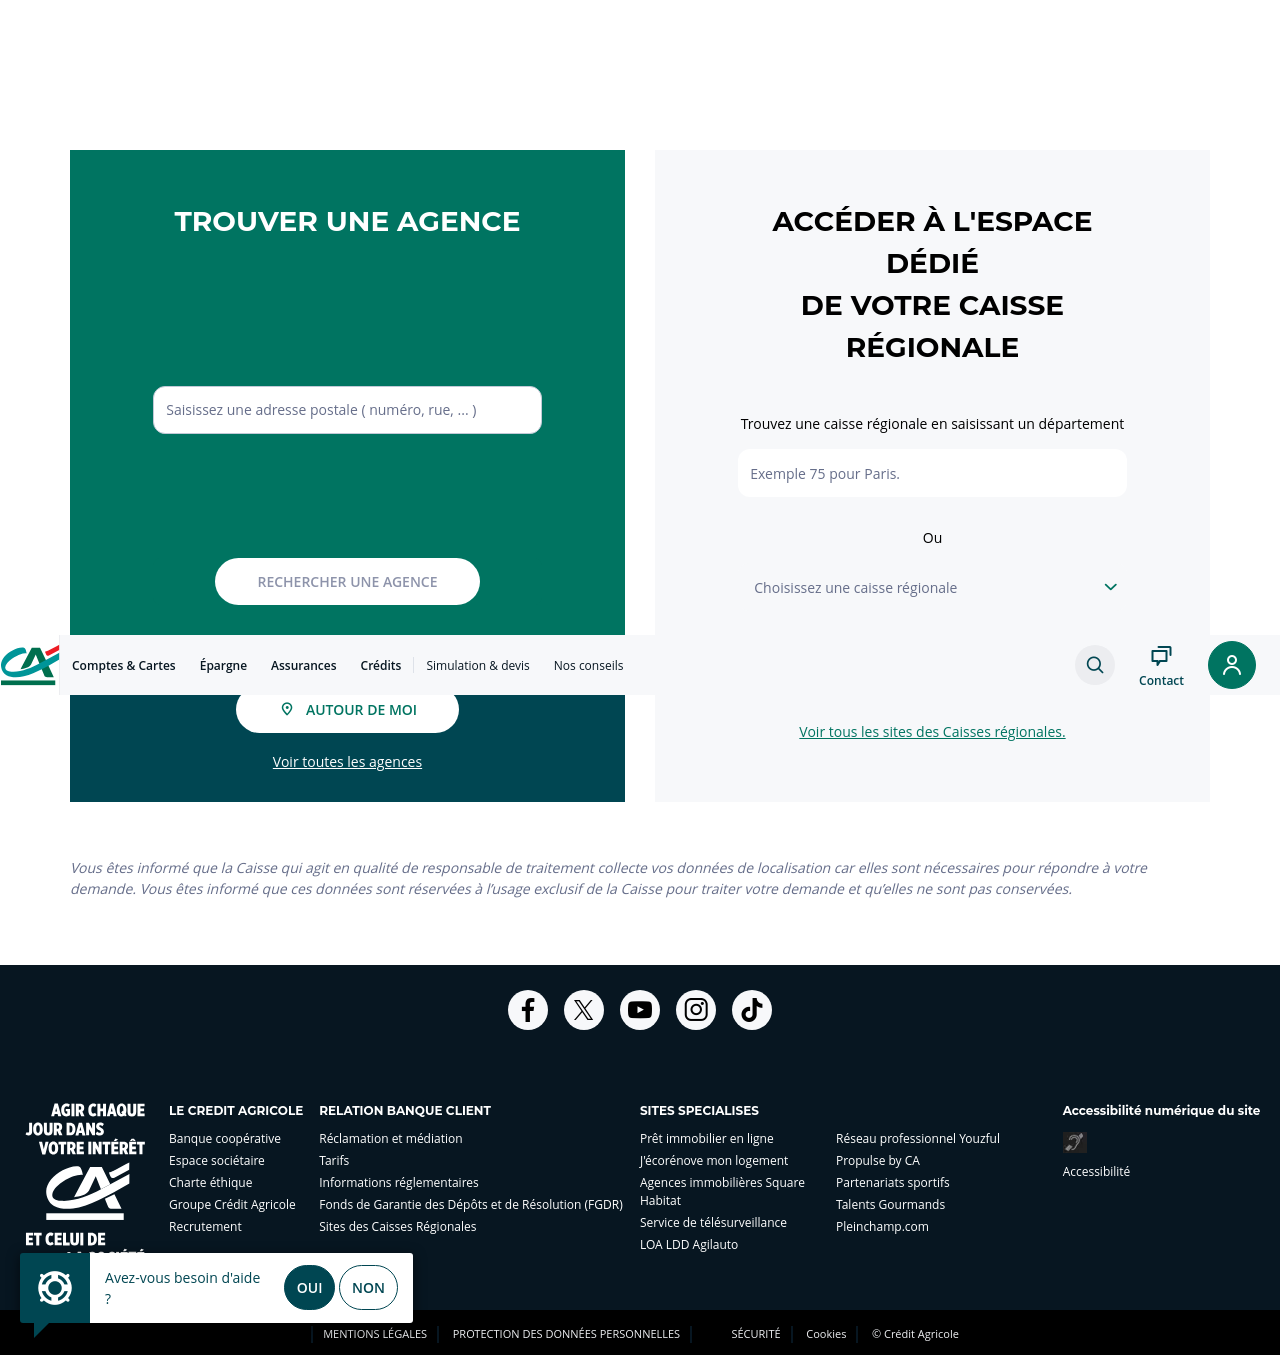 TROUVER UNE AGENCE
Saisissez une adresse postale ( numéro, rue, ... )
RECHERCHER UNE AGENCE
ACCÉDER À L'ESPACE
DÉDIÉ
DE VOTRE CAISSE
RÉGIONALE
Trouvez une caisse régionale en saisissant un département
Exemple 75 pour Paris.
Ou
Choisissez une caisse régionale
CA
Comptes & Cartes
Épargne
Assurances
Crédits
Simulation & devis
Nos conseils
Contact
AUTOUR DE MOI
Voir toutes les agences
Voir tous les sites des Caisses régionales.
Vous êtes informé que la Caisse qui agit en qualité de responsable de traitement collecte vos données de localisation car elles sont nécessaires pour répondre à votre
demande. Vous êtes informé que ces données sont réservées à l’usage exclusif de la Caisse pour traiter votre demande et qu’elles ne sont pas conservées.
AGIR CHAQUE
JOUR DANS
VOTRE INTÉRÊT
CA
ET CELUI DE
LE CREDIT AGRICOLE
Banque coopérative
Espace sociétaire
Charte éthique
Groupe Crédit Agricole
Recrutement
RELATION BANQUE CLIENT
Réclamation et médiation
Tarifs
Informations réglementaires
Fonds de Garantie des Dépôts et de Résolution (FGDR)
Sites des Caisses Régionales
SITES SPECIALISES
Prêt immobilier en ligne
J'écorénove mon logement
Agences immobilières Square
Habitat
Service de télésurveillance
LOA LDD Agilauto
Réseau professionnel Youzful
Propulse by CA
Partenariats sportifs
Talents Gourmands
Pleinchamp.com
Accessibilité numérique du site
Accessibilité
Avez-vous besoin d'aide
?
OUI
NON
MENTIONS LÉGALES
PROTECTION DES DONNÉES PERSONNELLES
SÉCURITÉ
Cookies
© Crédit Agricole